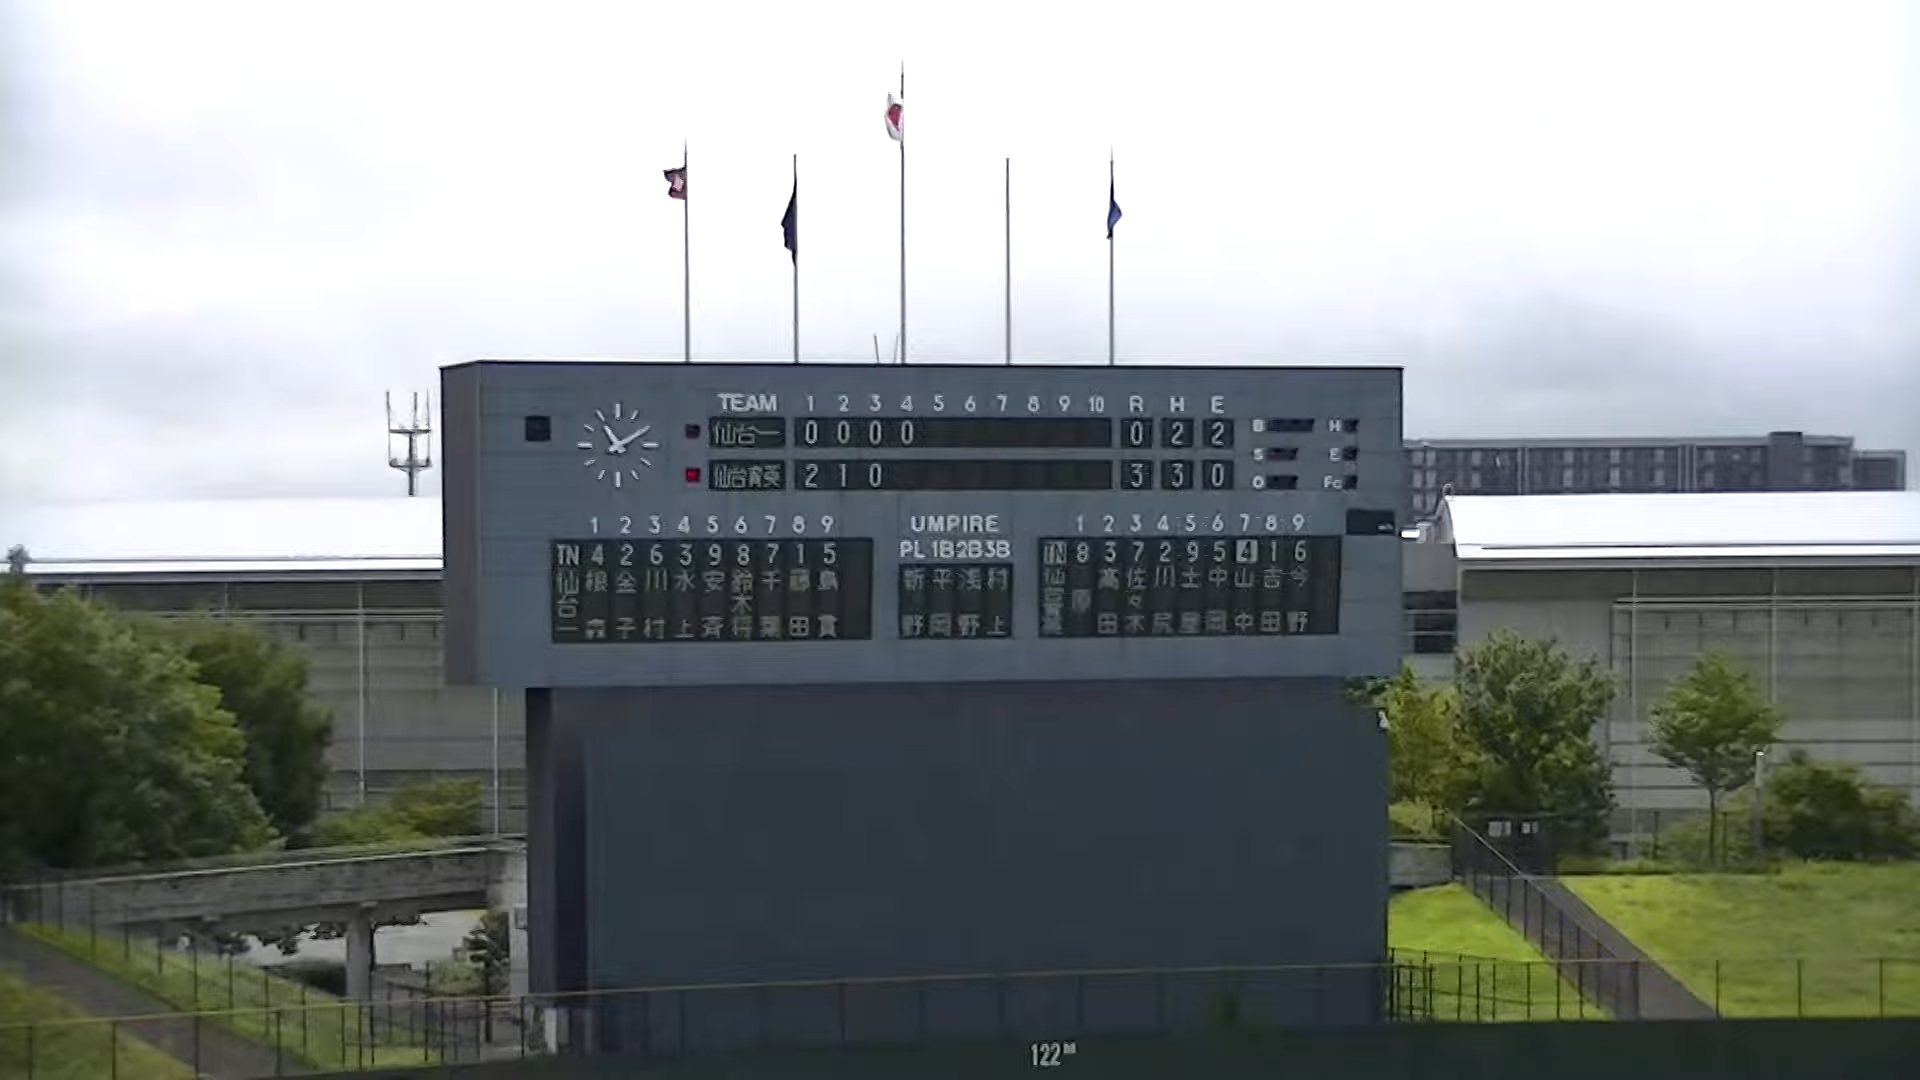 TEAM 1 2 3 4 5 6 7 8 9 10 R H E
仙台一 0 0 0 0 0 2 2 B H
仙台育英 2 1 0 3 3 0 S E
O Fc
1 2 3 4 5 6 7 8 9
IN 4 2 6 3 9 8 7 1 5
仙台一 根森 金子 川村 水上 安斉 鈴木将 千葉 藤田 島貫
UMPIRE
PL 1B 2B 3B
新野 平岡 浅野 村上
1 2 3 4 5 6 7 8 9
IN 8 3 7 2 9 5 4 1 6
仙育英 原 髙田 佐々木 川尻 土屋 中岡 山中 吉田 今野
122M